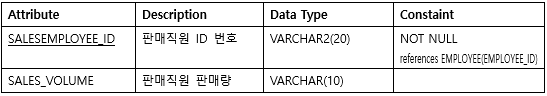 Attribute Description Data Type Constaint
SALESEMPLOYEE_ID 판매직원 ID 번호 VARCHAR2(20) NOT NULL
references EMPLOYEE(EMPLOYEE_ID)
SALES_VOLUME 판매직원 판매량 VARCHAR(10)